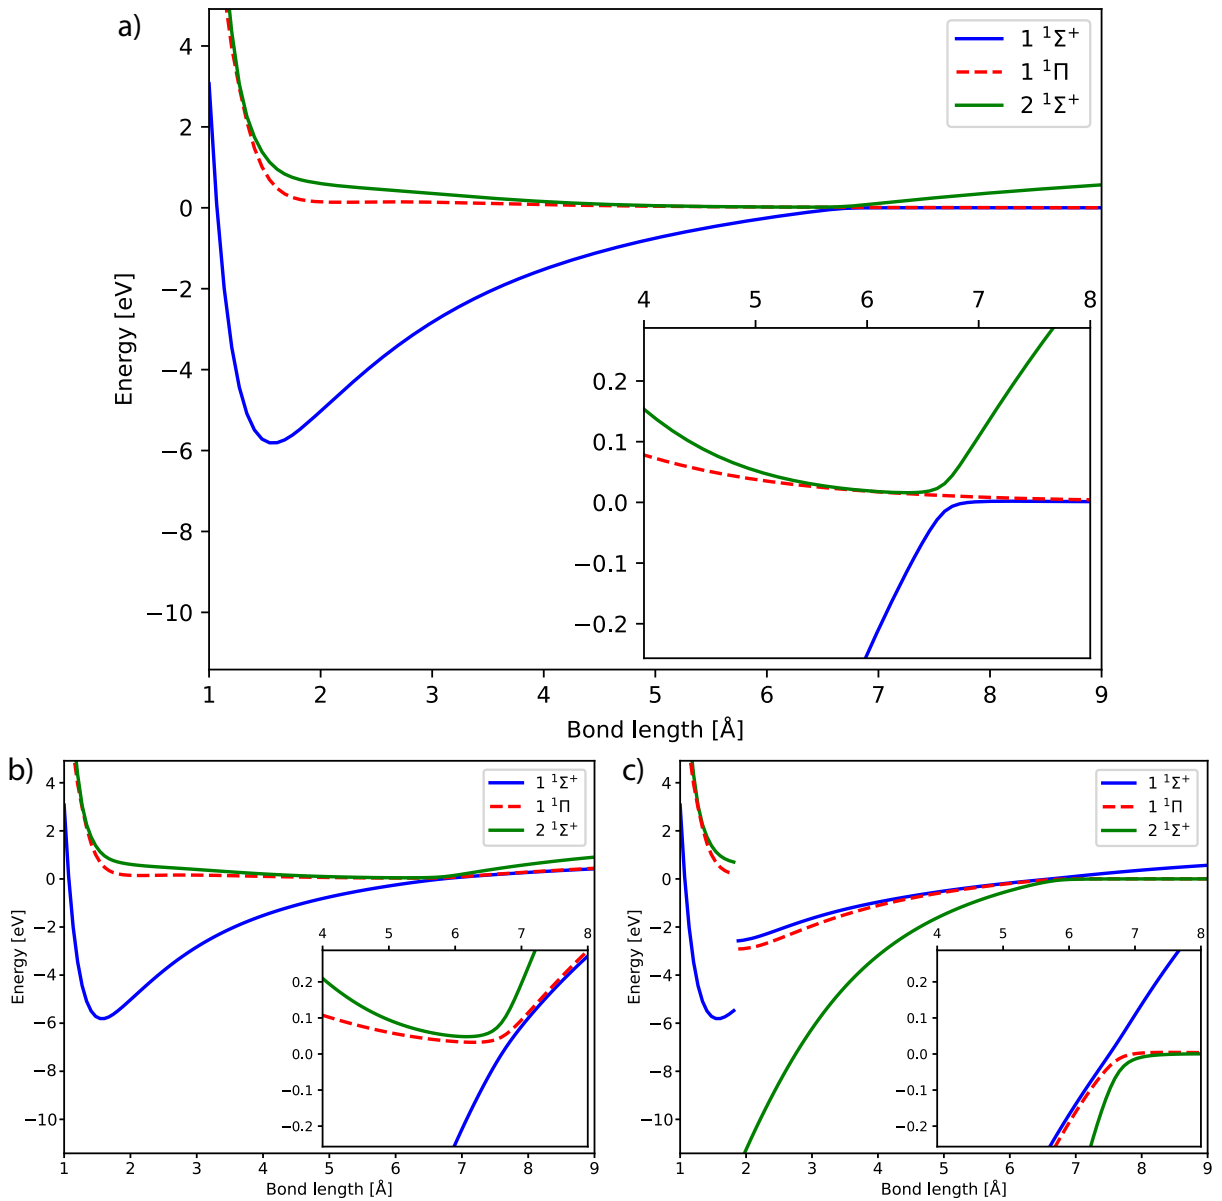 a)
1 ¹Σ⁺
1 ¹Π
2 ¹Σ⁺
4
2
0
−2
−4
−6
−8
−10
Energy [eV]
4 5 6 7 8
0.2
0.1
0.0
−0.1
−0.2
1 2 3 4 5 6 7 8 9
Bond length [Å]
b)
1 ¹Σ⁺
1 ¹Π
2 ¹Σ⁺
4
2
0
−2
−4
−6
−8
−10
Energy [eV]
4 5 6 7 8
0.2
0.1
0.0
−0.1
−0.2
1 2 3 4 5 6 7 8 9
Bond length [Å]
c)
1 ¹Σ⁺
1 ¹Π
2 ¹Σ⁺
4
2
0
−2
−4
−6
−8
−10
Energy [eV]
4 5 6 7 8
0.2
0.1
0.0
−0.1
−0.2
1 2 3 4 5 6 7 8 9
Bond length [Å]